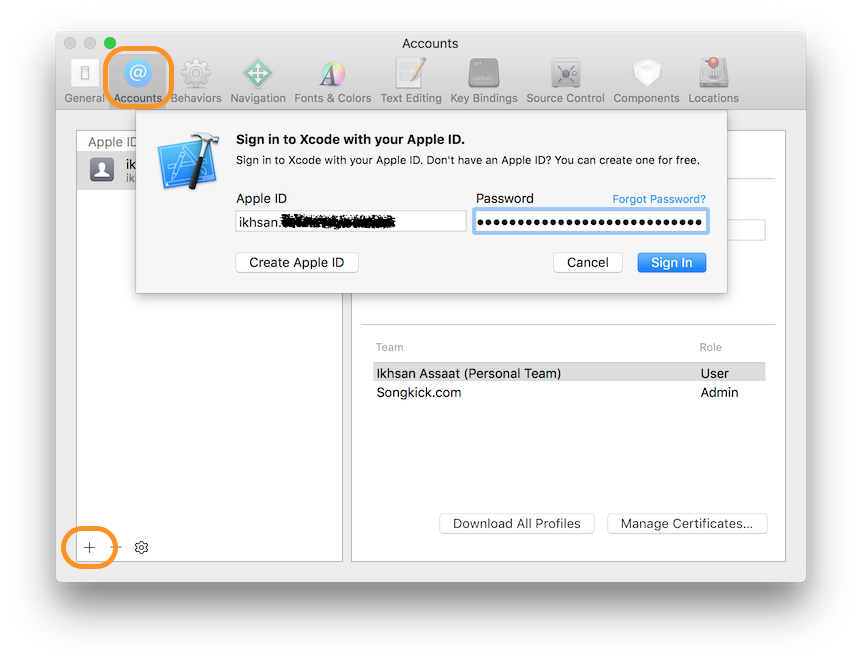 Accounts
General Accounts Behaviors Navigation Fonts & Colors Text Editing Key Bindings Source Control Components Locations
Apple ID
ik
ik
Sign in to Xcode with your Apple ID.
Sign in to Xcode with your Apple ID. Don't have an Apple ID? You can create one for free.
Apple ID
Password Forgot Password?
ikhsan.
Create Apple ID Cancel Sign In
Team Role
Ikhsan Assaat (Personal Team) User
Songkick.com Admin
Download All Profiles Manage Certificates...